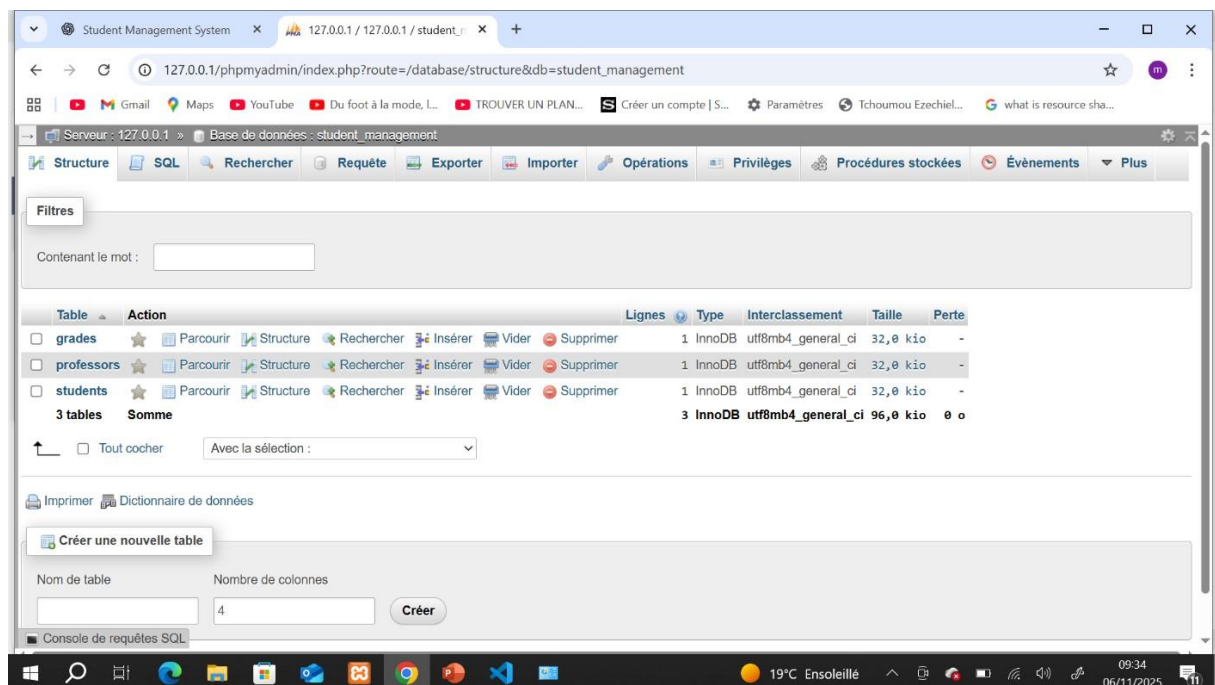 Student Management System
127.0.0.1 / 127.0.0.1 / student_
127.0.0.1/phpmyadmin/index.php?route=/database/structure&db=student_management
m
Gmail Maps YouTube Du foot à la mode, l... TROUVER UN PLAN... Créer un compte | S... Paramètres Tchoumou Ezechiel... what is resource sha...
Serveur : 127.0.0.1 » Base de données : student_management
Structure SQL Rechercher Requête Exporter Importer Opérations Privilèges Procédures stockées Évènements Plus
Filtres
Contenant le mot :
Table Action Lignes Type Interclassement Taille Perte
grades Parcourir Structure Rechercher Insérer Vider Supprimer 1 InnoDB utf8mb4_general_ci 32,0 kio -
professors Parcourir Structure Rechercher Insérer Vider Supprimer 1 InnoDB utf8mb4_general_ci 32,0 kio -
students Parcourir Structure Rechercher Insérer Vider Supprimer 1 InnoDB utf8mb4_general_ci 32,0 kio -
3 tables Somme 3 InnoDB utf8mb4_general_ci 96,0 kio 0 o
Tout cocher Avec la sélection :
Imprimer Dictionnaire de données
Créer une nouvelle table
Nom de table Nombre de colonnes
4 Créer
Console de requêtes SQL
19°C Ensoleillé 09:34
06/11/2025 11